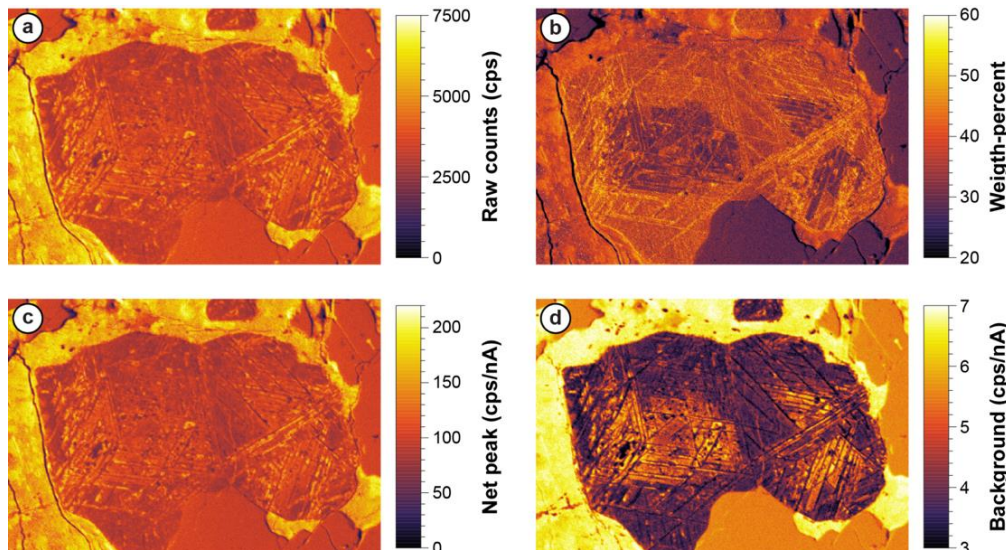 a
7500
5000
2500
0
Raw counts (cps)
b
60
50
40
30
20
Weigth-percent
c
200
150
100
50
0
Net peak (cps/nA)
d
7
6
5
4
3
Background (cps/nA)